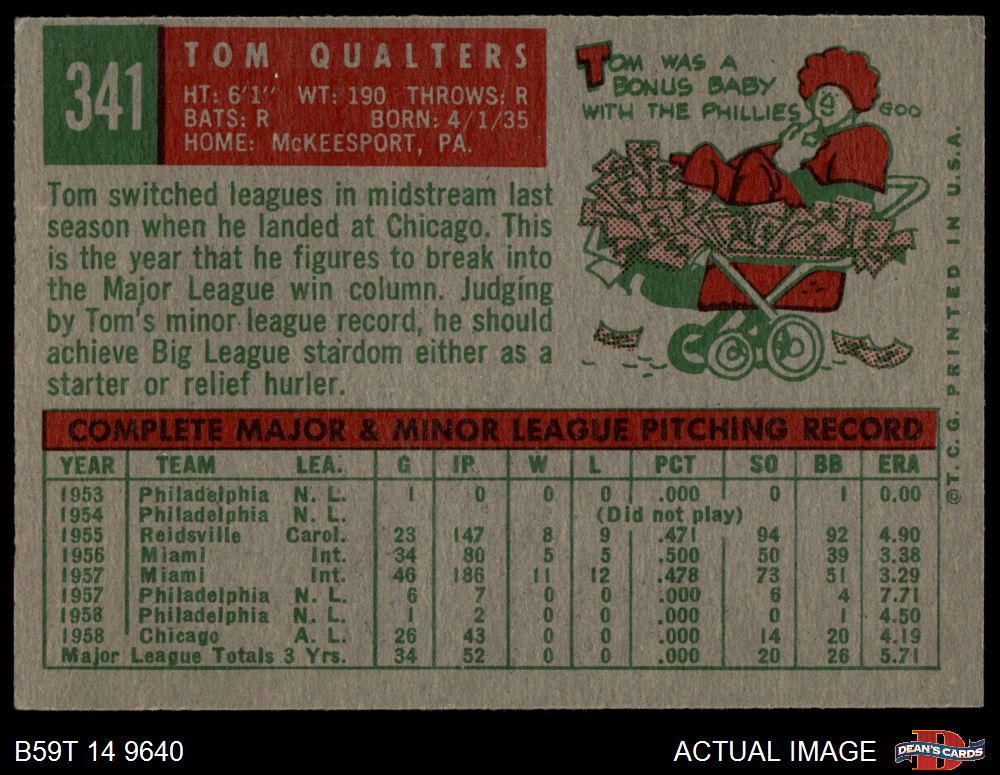 341
TOM QUALTERS
HT: 6'1" WT: 190 THROWS: R
BATS: R BORN: 4/1/35
HOME: McKEESPORT, PA.
TOM WAS A
BONUS BABY
WITH THE PHILLIES
GOO
Tom switched leagues in midstream last
season when he landed at Chicago. This
is the year that he figures to break into
the Major League win column. Judging
by Tom's minor league record, he should
achieve Big League stardom either as a
starter or relief hurler.
COMPLETE MAJOR & MINOR LEAGUE PITCHING RECORD
YEAR TEAM LEA. G IP W L PCT SO BB ERA
1953 Philadelphia N. L. 1 0 0 0 .000 0 1 0.00
1954 Philadelphia N. L. (Did not play)
1955 Reidsville Carol. 23 147 8 9 .471 94 92 4.90
1956 Miami Int. 34 80 5 5 .500 50 39 3.38
1957 Miami Int. 46 186 11 12 .478 73 51 3.29
1957 Philadelphia N. L. 6 7 0 0 .000 6 4 7.71
1958 Philadelphia N. L. 1 2 0 0 .000 0 1 4.50
1958 Chicago A. L. 26 43 0 0 .000 14 20 4.19
Major League Totals 3 Yrs. 34 52 0 0 .000 20 26 5.71
©T.C.G. PRINTED IN U.S.A.
B59T 14 9640
ACTUAL IMAGE
DEAN'S CARDS